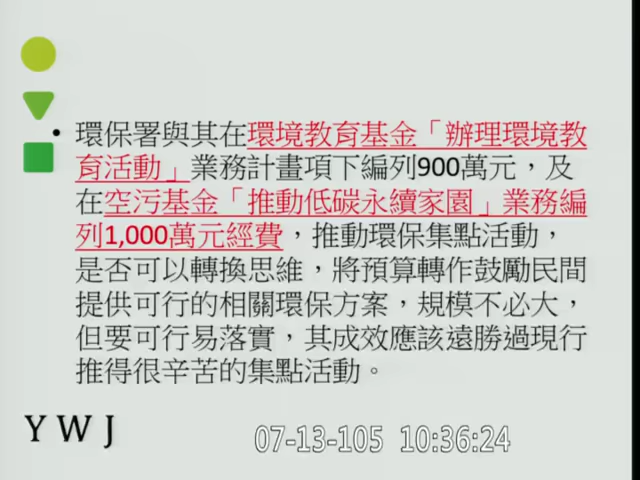 • 環保署與其在環境教育基金「辦理環境教
育活動」業務計畫項下編列900萬元，及
在空污基金「推動低碳永續家園」業務編
列1,000萬元經費，推動環保集點活動，
是否可以轉換思維，將預算轉作鼓勵民間
提供可行的相關環保方案，規模不必大，
但要可行易落實，其成效應該遠勝過現行
推得很辛苦的集點活動。
YWJ
07-13-105 10:36:24